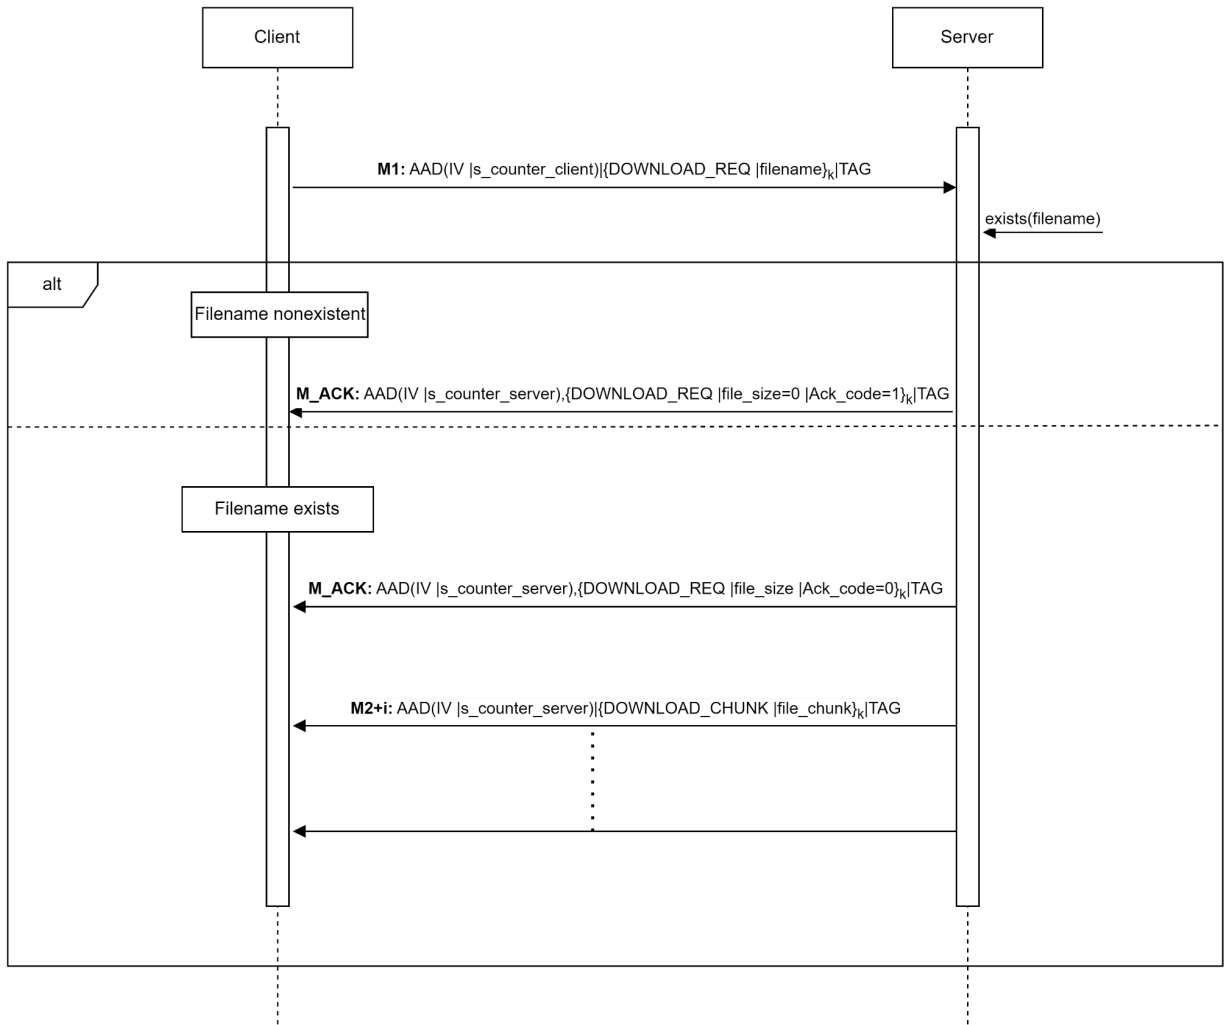 Client
Server
M1: AAD(IV |s_counter_client)|{DOWNLOAD_REQ |filename}k|TAG
exists(filename)
alt
Filename nonexistent
M_ACK: AAD(IV |s_counter_server),{DOWNLOAD_REQ |file_size=0 |Ack_code=1}k|TAG
Filename exists
M_ACK: AAD(IV |s_counter_server),{DOWNLOAD_REQ |file_size |Ack_code=0}k|TAG
M2+i: AAD(IV |s_counter_server)|{DOWNLOAD_CHUNK |file_chunk}k|TAG